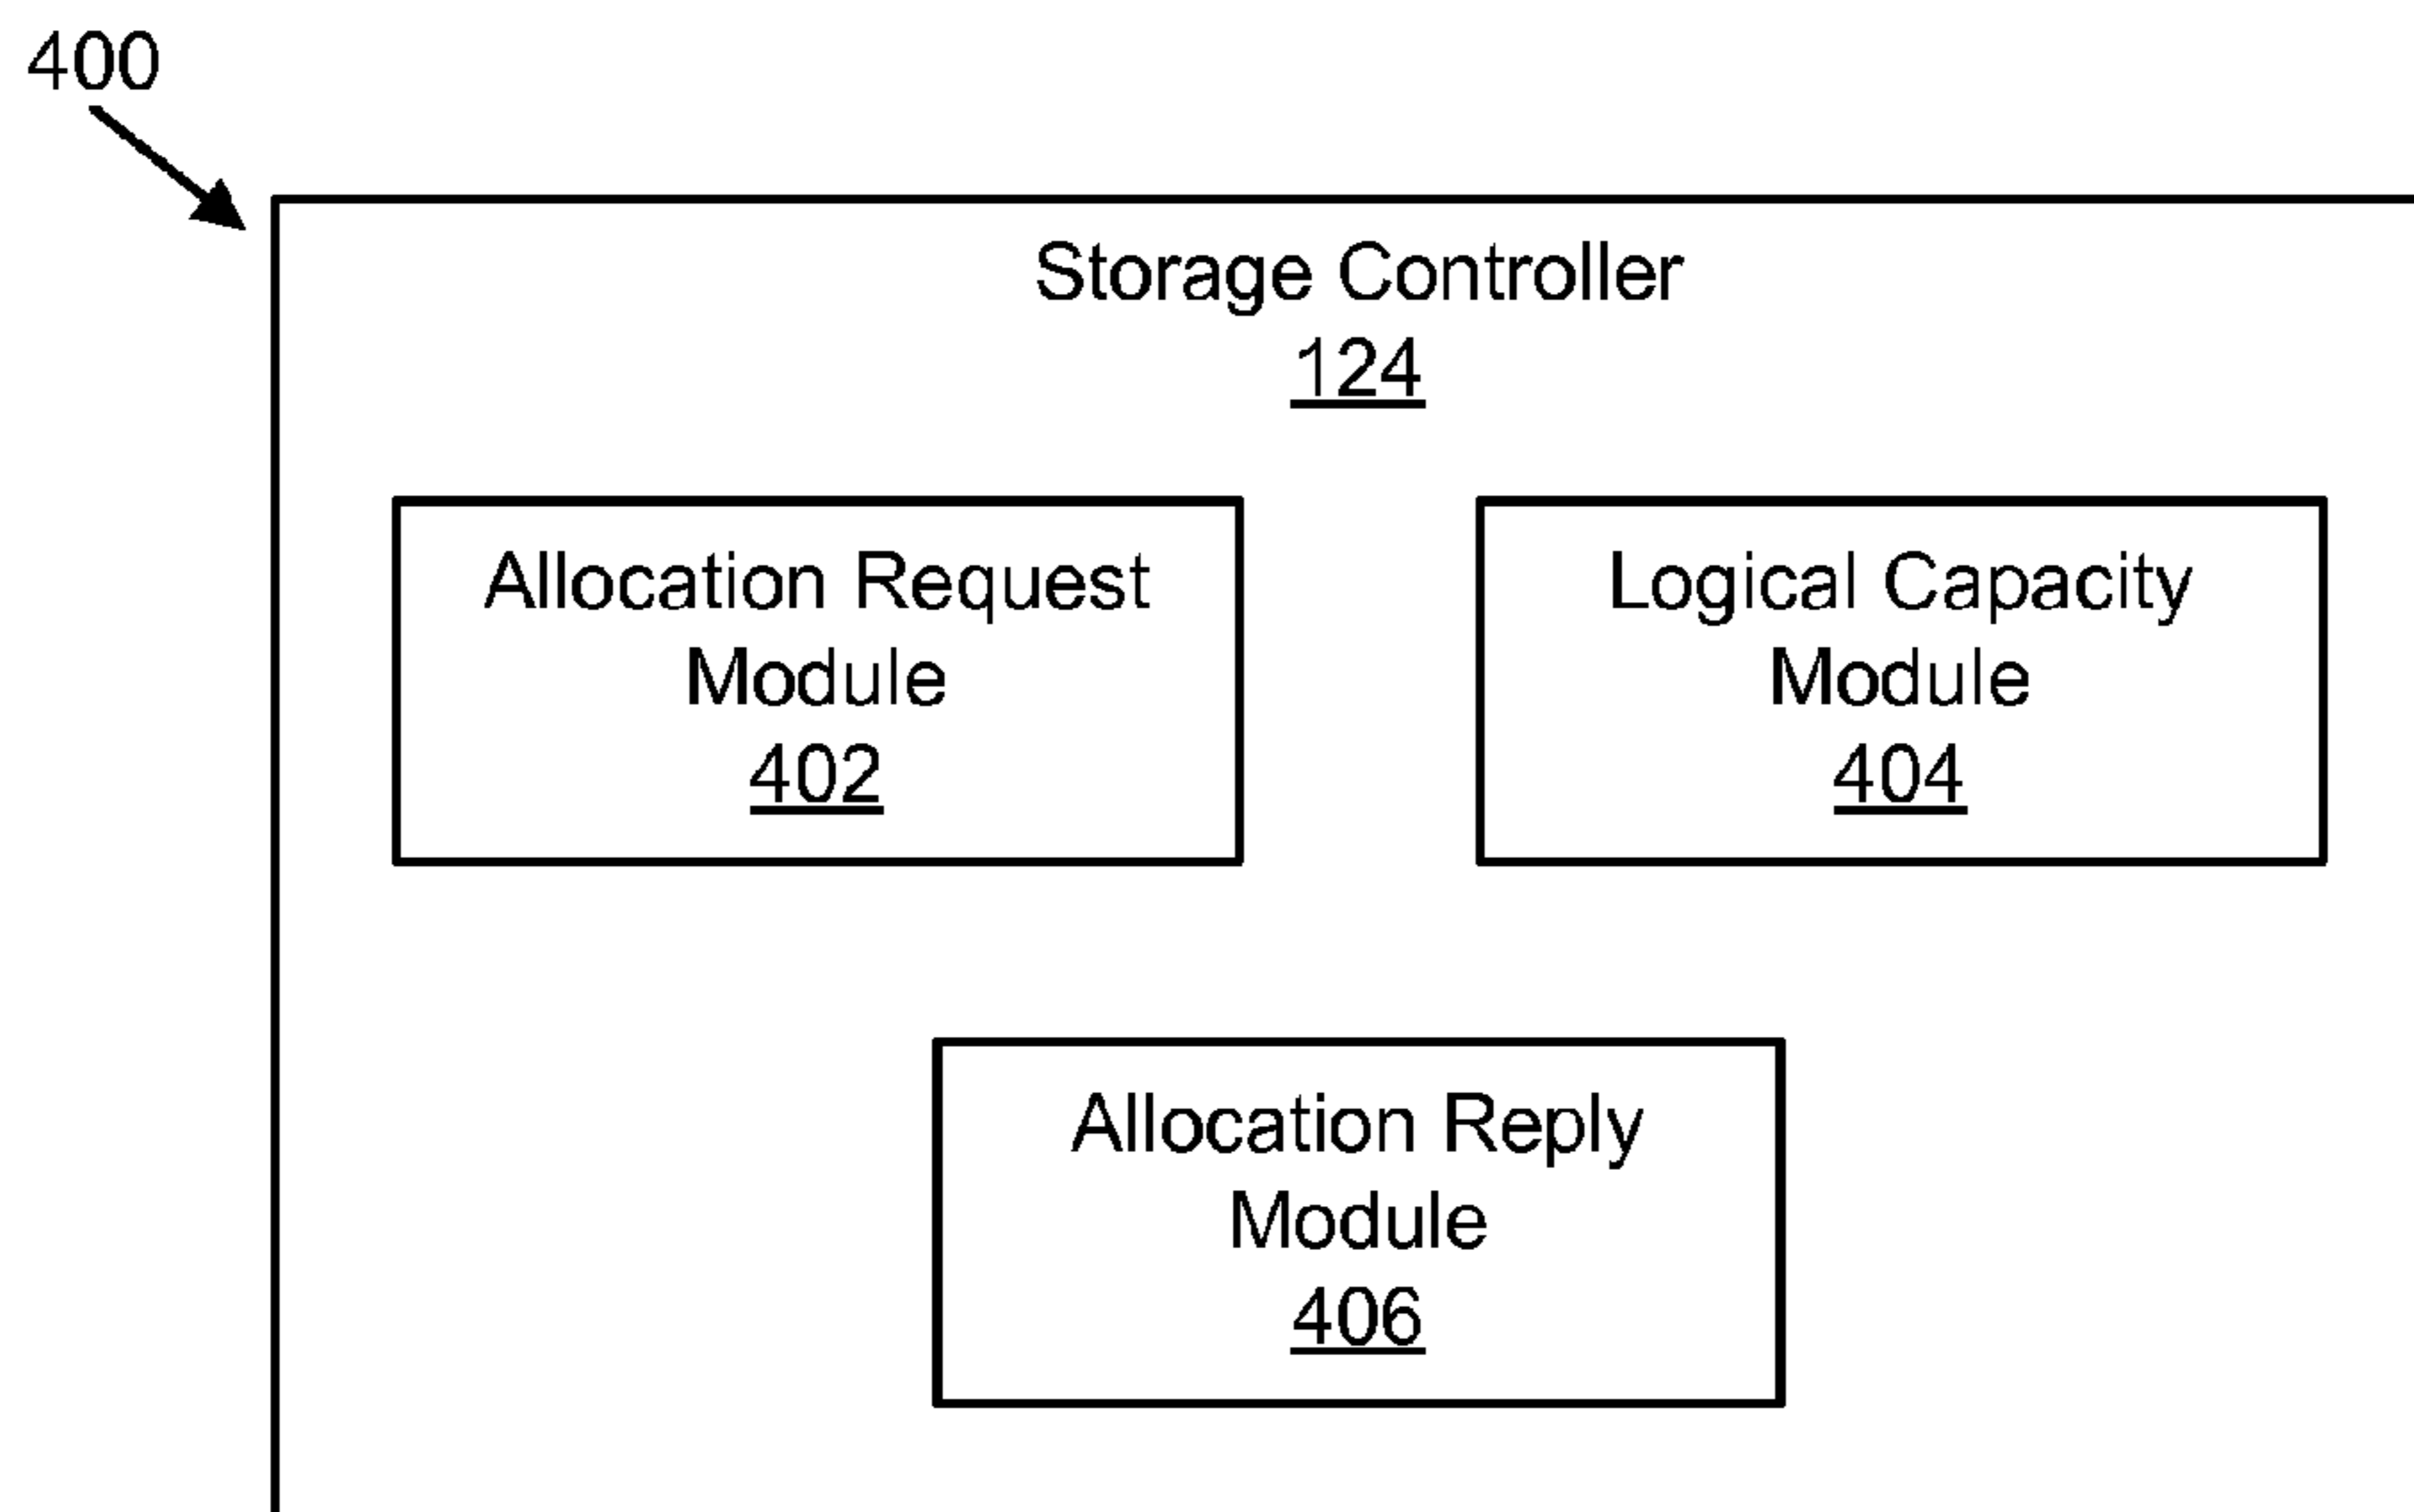 400
Storage Controller
124
Allocation Request
Module
402
Logical Capacity
Module
404
Allocation Reply
Module
406